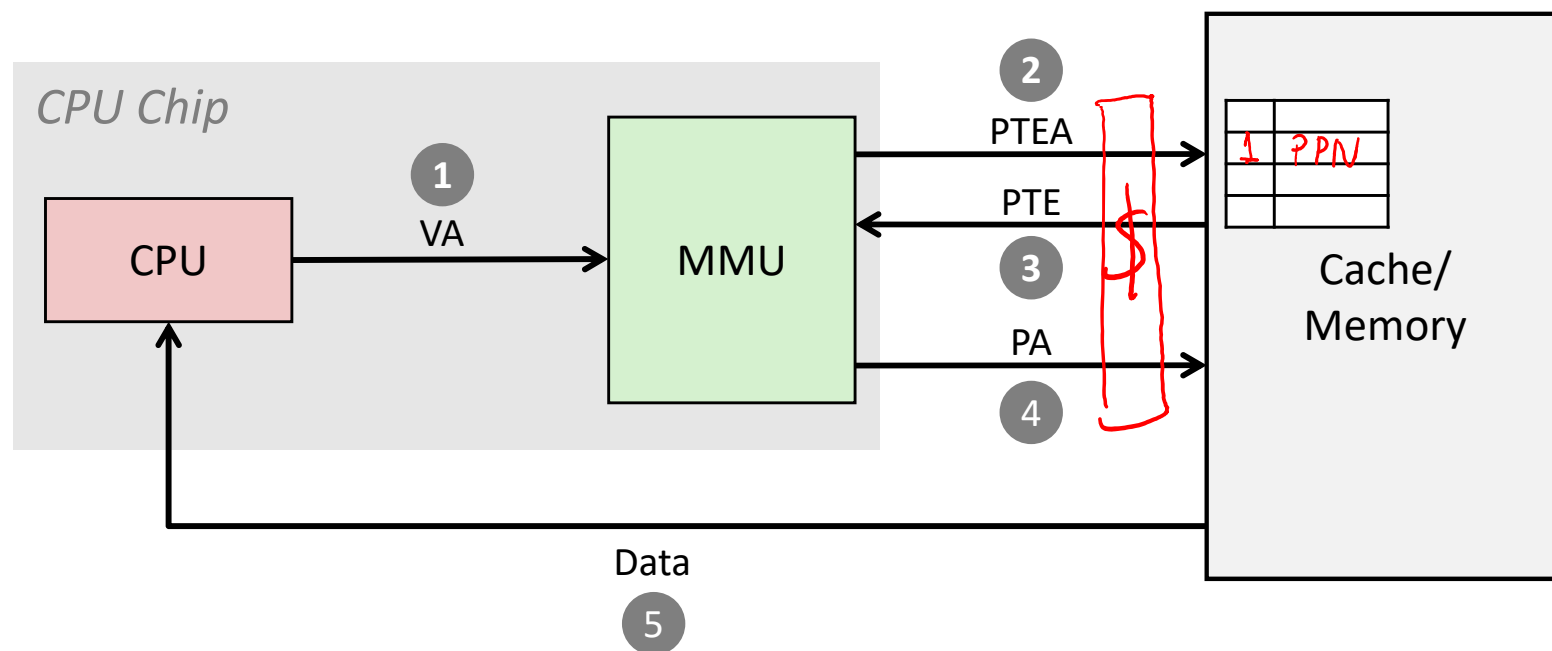 CPU Chip
2
PTEA
1
VA
CPU
MMU
PTE
3
$
PA
4
1 PPN
Cache/
Memory
Data
5